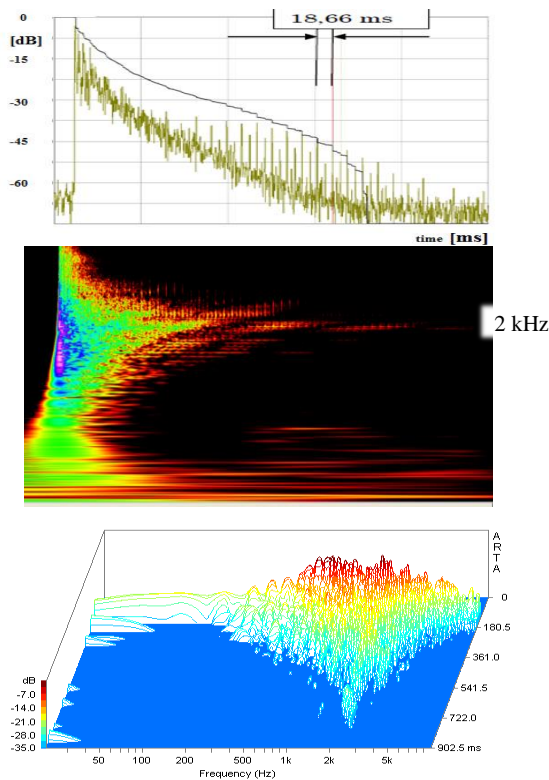 18,66 ms
0
[dB]
-15
-30
-45
-60
time [ms]
2 kHz
ARTA
0
180.5
361.0
541.5
722.0
902.5 ms
dB
-7.0
-14.0
-21.0
-28.0
-35.0
50 100 200 500 1k 2k 5k
Frequency (Hz)